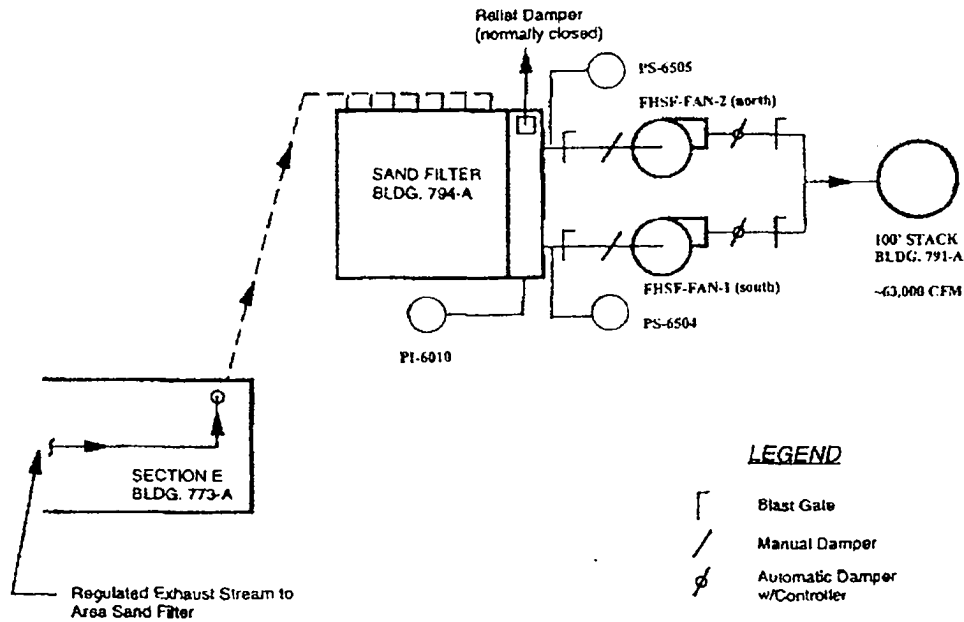 Relief Damper
(normally closed)
PS-6505
FHSF-FAN-2 (north)
SAND FILTER
BLDG. 794-A
100' STACK
BLDG. 791-A
~63,000 CFM
FHSF-FAN-1 (south)
PS-6504
PI-6010
SECTION E
BLDG. 773-A
LEGEND
Blast Gate
Manual Damper
Automatic Damper
w/Controller
Regulated Exhaust Stream to
Area Sand Filter